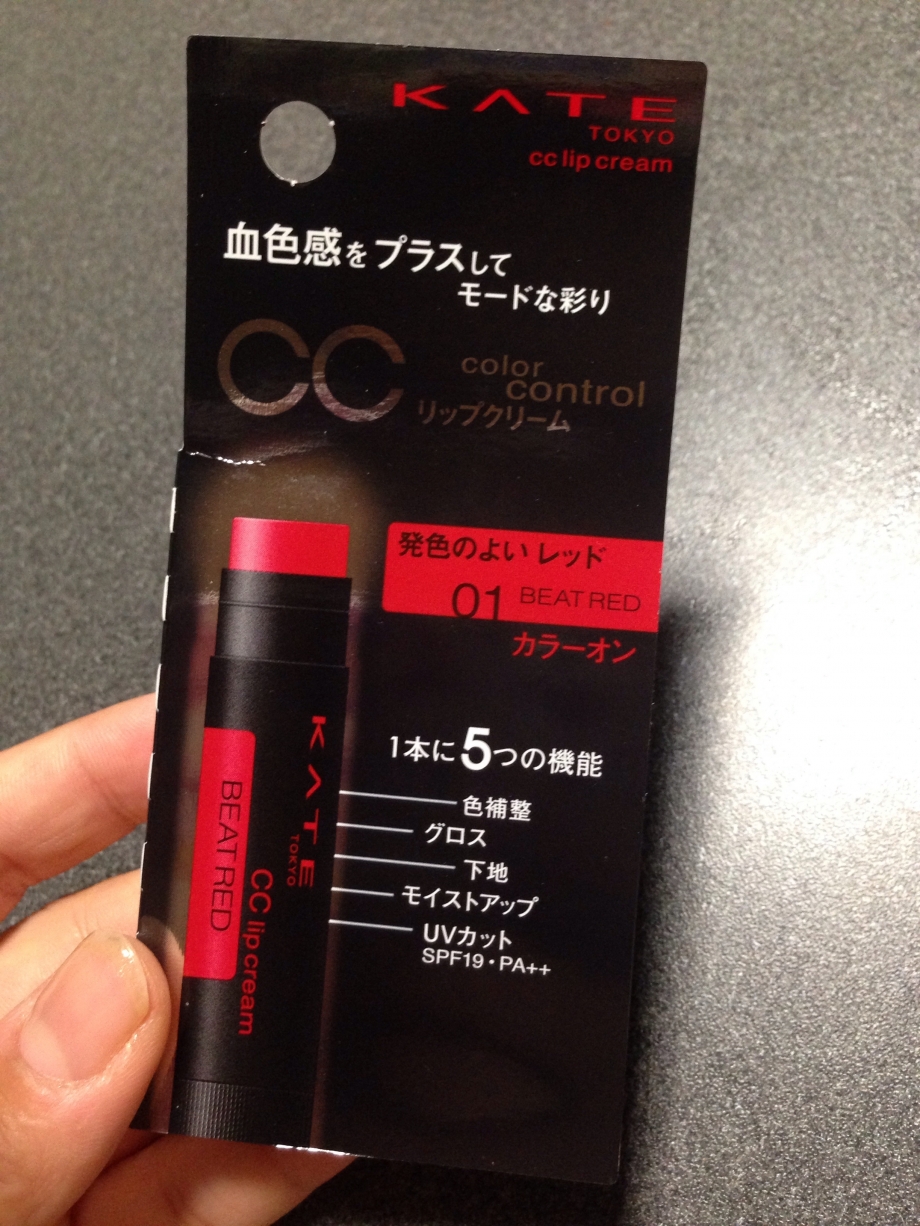 KATE
TOKYO
cc lip cream
血色感をプラスして
モードな彩り
CC
color
control
リップクリーム
発色のよい レッド
01 BEAT RED
カラーオン
1本に5つの機能
色補整
グロス
下地
モイストアップ
UVカット
SPF19・PA++
KATE
TOKYO
BEAT RED
CC lip cream